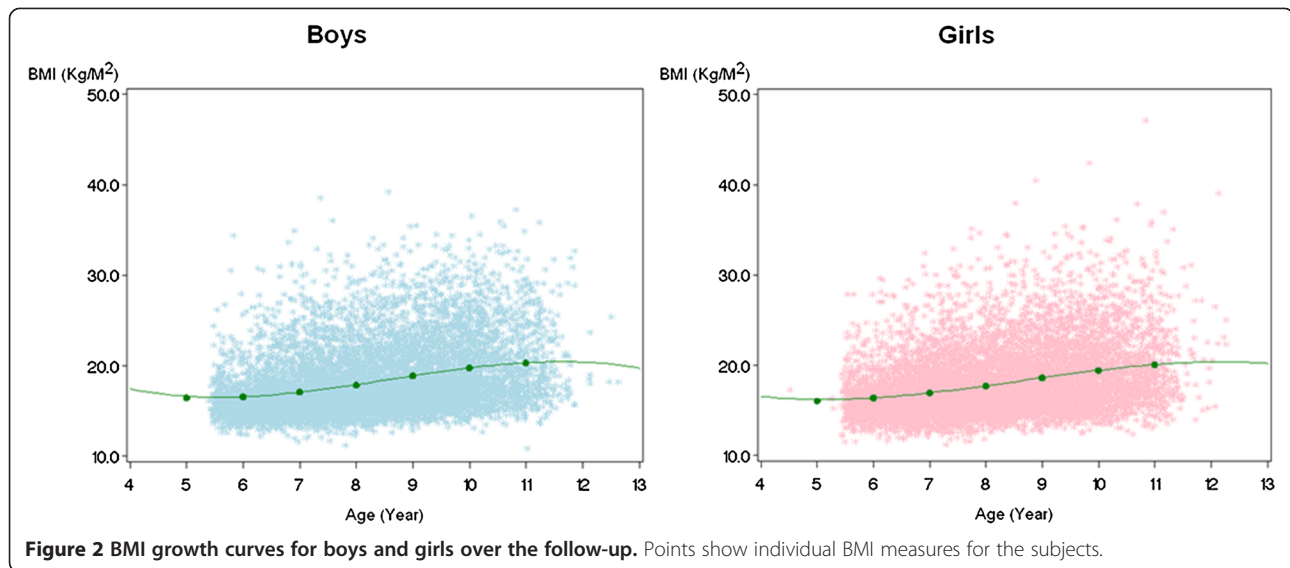 Boys
BMI (Kg/M2)
50.0
40.0
30.0
20.0
10.0
4 5 6 7 8 9 10 11 12 13
Age (Year)
Girls
BMI (Kg/M2)
50.0
40.0
30.0
20.0
10.0
4 5 6 7 8 9 10 11 12 13
Age (Year)
Figure 2 BMI growth curves for boys and girls over the follow-up. Points show individual BMI measures for the subjects.